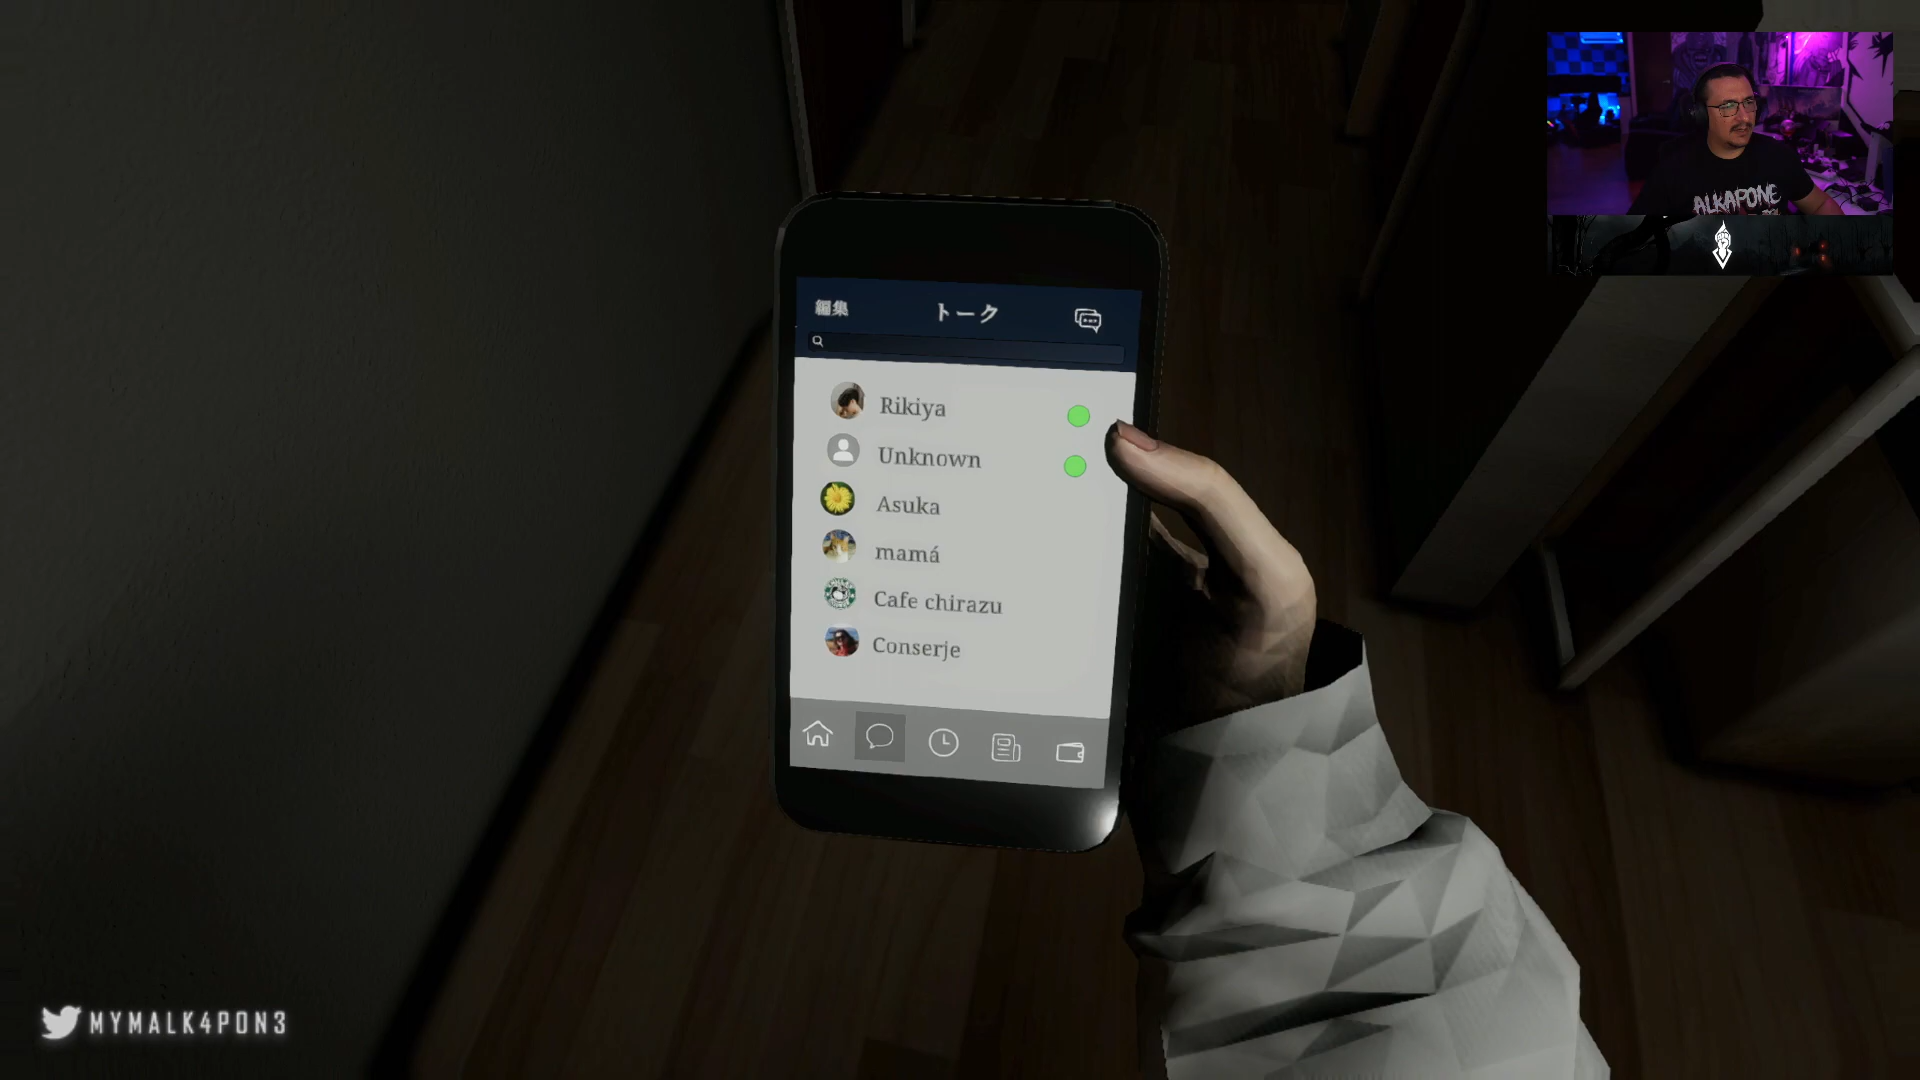 編集
トーク
Rikiya
Unknown
Asuka
mamá
Cafe chirazu
Conserje
ALKAPONE
MYMALK4PON3